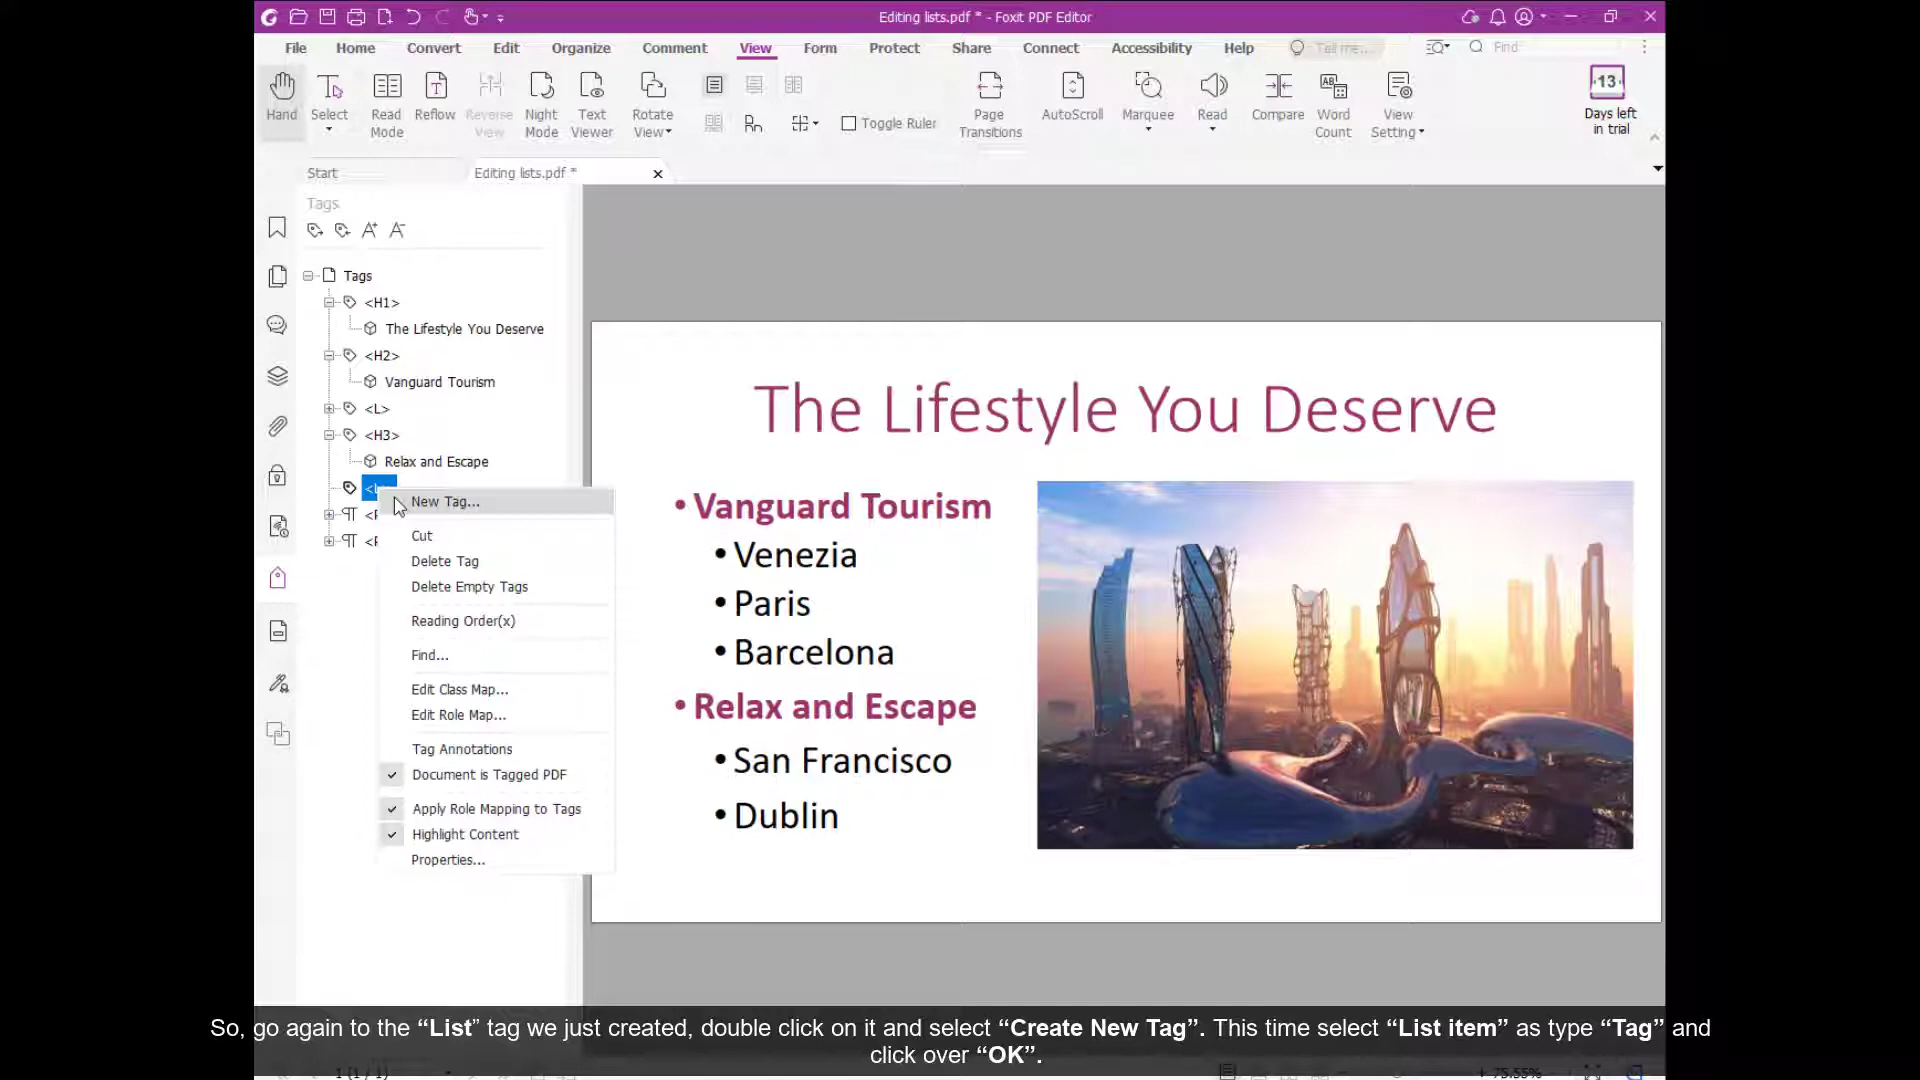 Editing lists.pdf * - Foxit PDF Editor
File Home Convert Edit Organize Comment View Form Protect Share Connect Accessibility Help Tell me... Find
Hand Select Read Mode Reflow Reverse View Night Mode Text Viewer Rotate View Toggle Ruler Page Transitions AutoScroll Marquee Read Compare Word Count View Setting 13 Days left in trial
Start Editing lists.pdf *
Tags
Tags
<H1>
The Lifestyle You Deserve
<H2>
Vanguard Tourism
<L>
<H3>
Relax and Escape
New Tag...
Cut
Delete Tag
Delete Empty Tags
Reading Order(x)
Find...
Edit Class Map...
Edit Role Map...
Tag Annotations
Document is Tagged PDF
Apply Role Mapping to Tags
Highlight Content
Properties...
The Lifestyle You Deserve
• Vanguard Tourism
• Venezia
• Paris
• Barcelona
• Relax and Escape
• San Francisco
• Dublin
So, go again to the “List” tag we just created, double click on it and select “Create New Tag”. This time select “List item” as type “Tag” and
click over “OK”.
1 (1 / 1)
75.55%